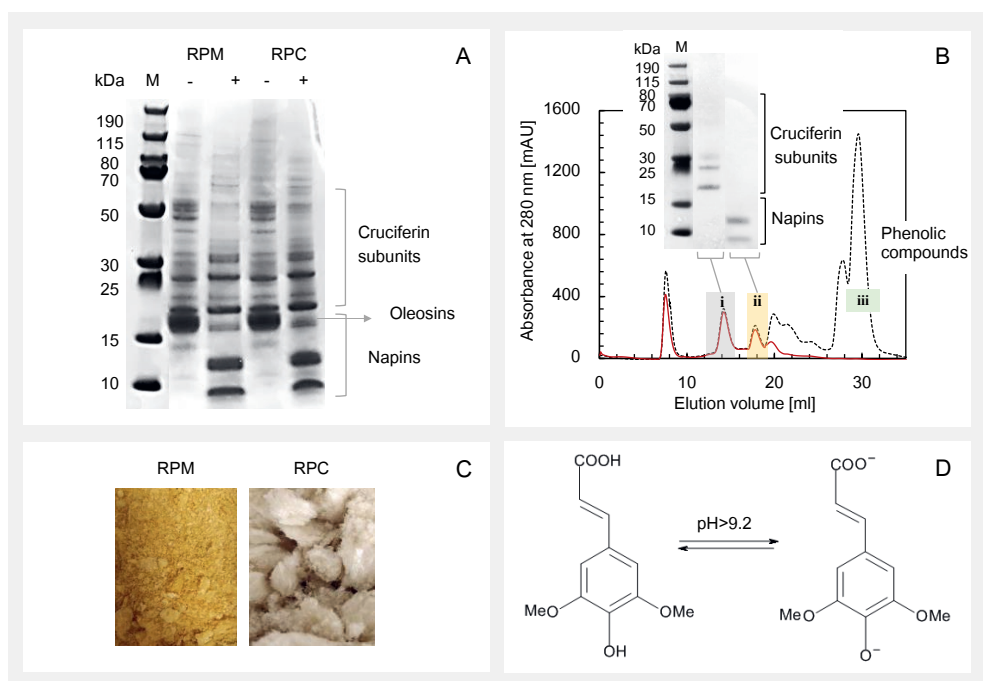 A
RPM RPC
kDa M - + - +
190
115
80
70
50
30
25
15
10
Cruciferin
subunits
Oleosins
Napins
B
kDa M
190
115
80
70
50
30
25
15
10
Cruciferin
subunits
Napins
Absorbance at 280 nm [mAU]
1600
1200
800
400
0
i
ii
iii
Phenolic
compounds
0 10 20 30
Elution volume [ml]
C
RPM RPC
D
COOH
MeO
OMe
OH
pH>9.2
COO⁻
MeO
OMe
O⁻